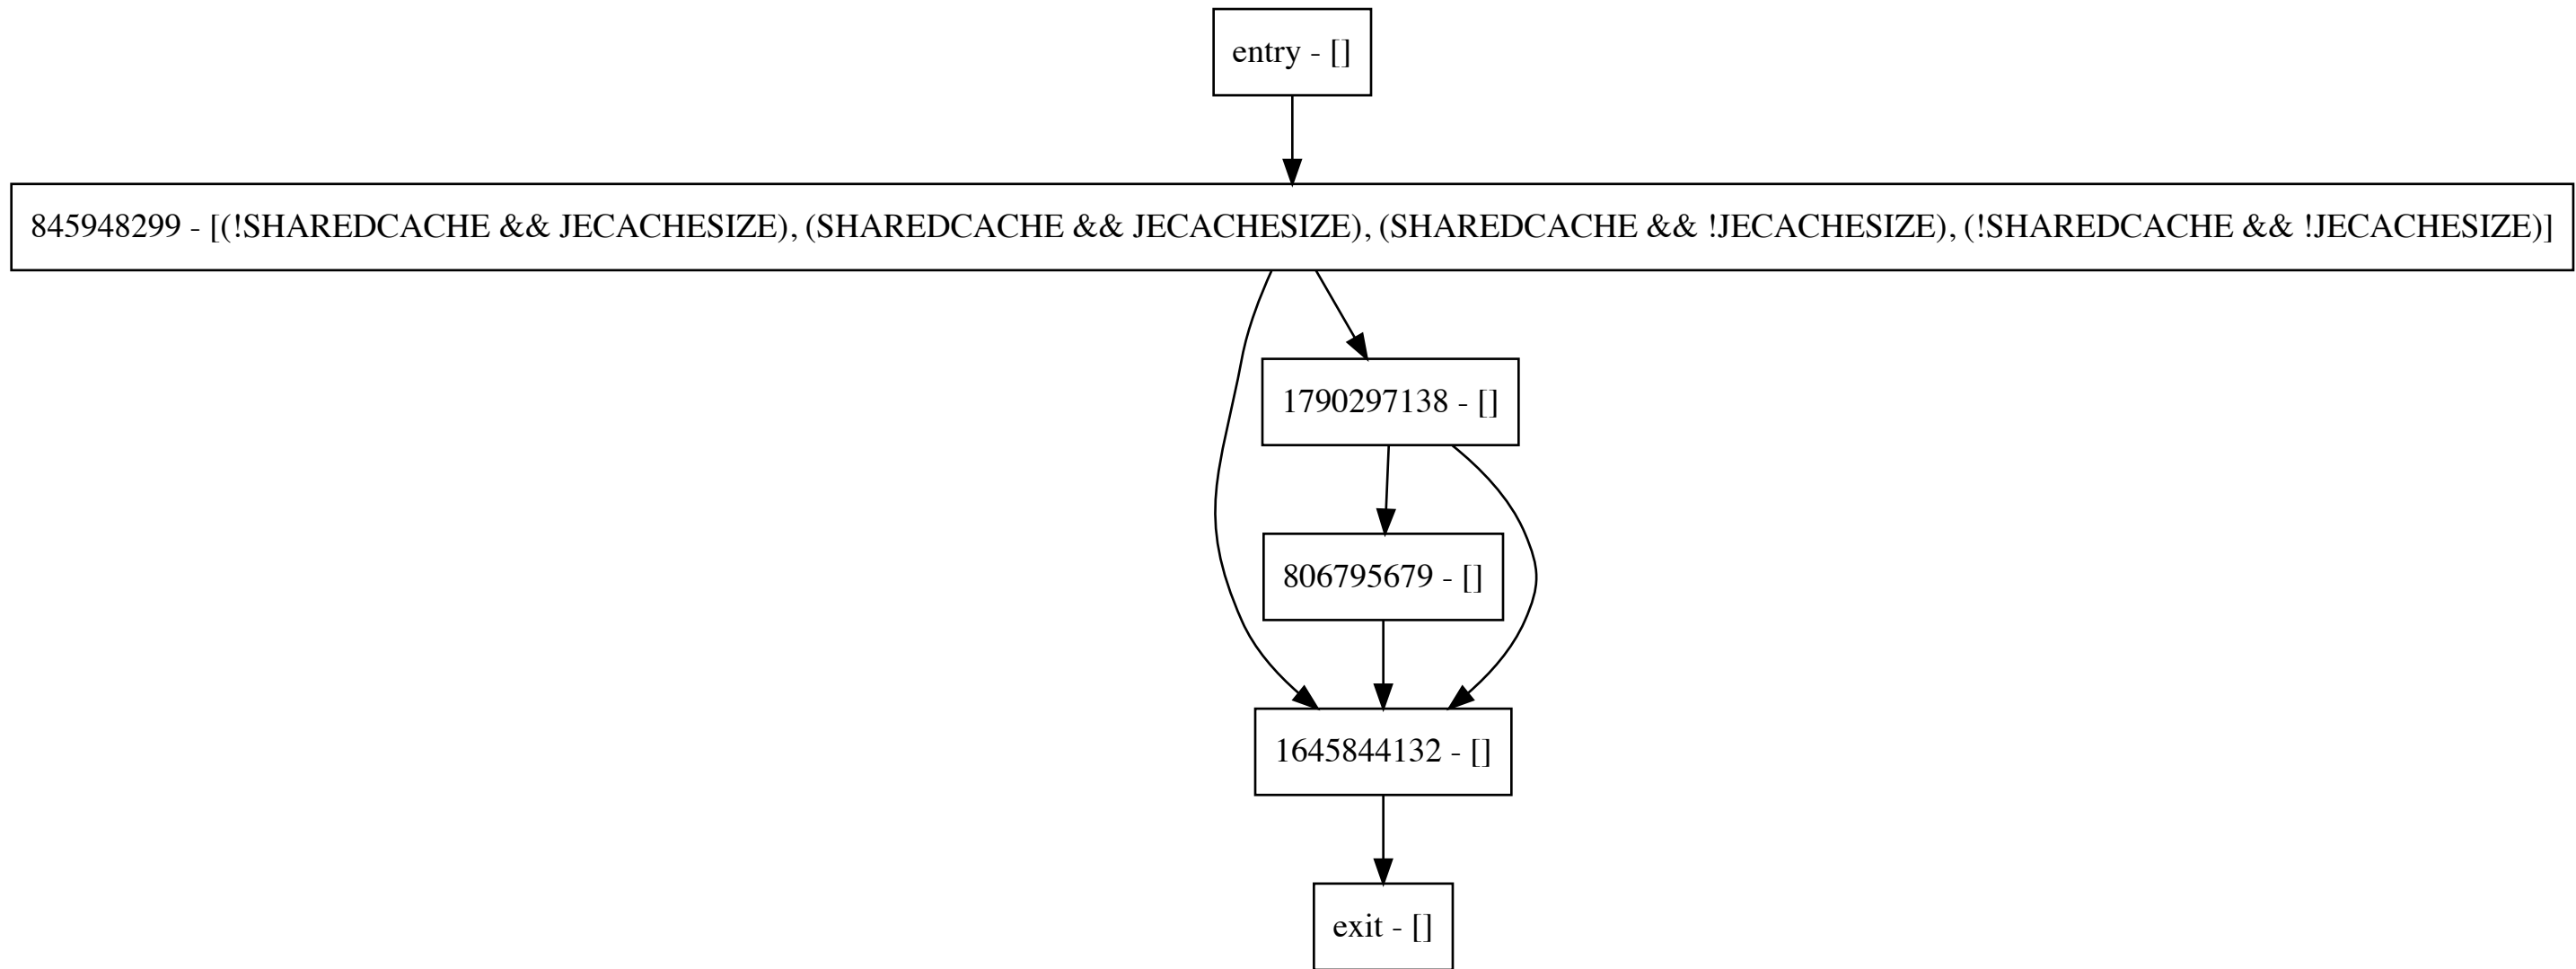 entry - []
845948299 - [(!SHAREDCACHE && JECACHESIZE), (SHAREDCACHE && JECACHESIZE), (SHAREDCACHE && !JECACHESIZE), (!SHAREDCACHE && !JECACHESIZE)]
1790297138 - []
806795679 - []
1645844132 - []
exit - []